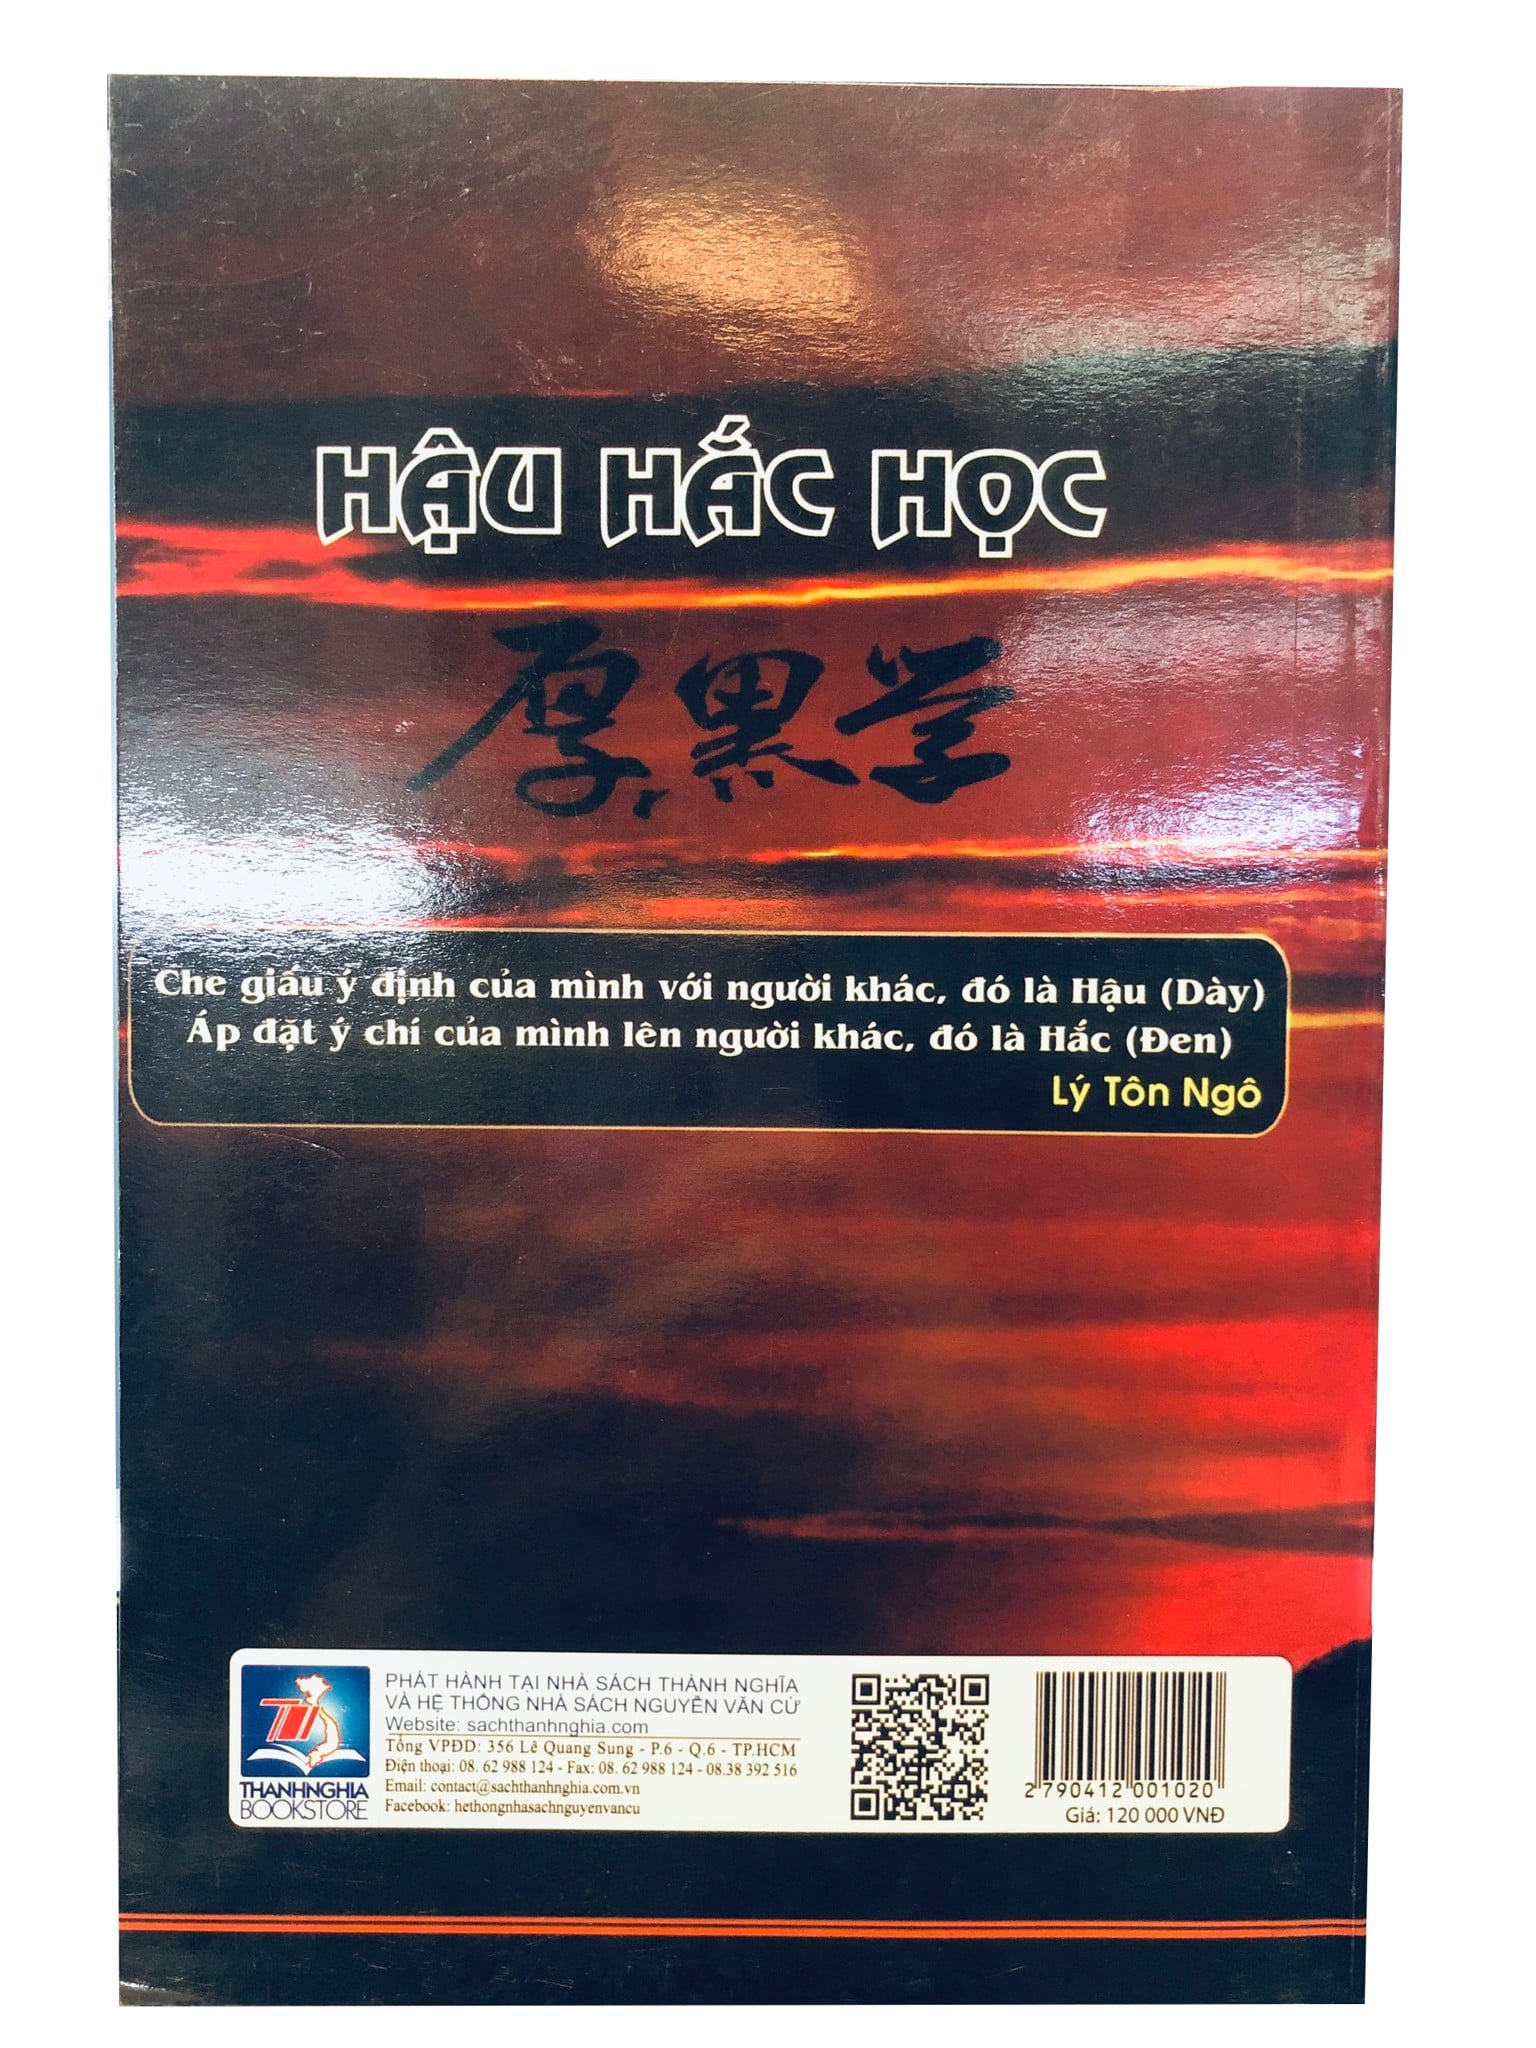 HẬU HẮC HỌC
厚黑学
Che giấu ý định của mình với người khác, đó là Hậu (Dày)
Áp đặt ý chí của mình lên người khác, đó là Hắc (Đen)
Lý Tôn Ngô
PHÁT HÀNH TẠI NHÀ SÁCH THÀNH NGHĨA
VÀ HỆ THỐNG NHÀ SÁCH NGUYỄN VĂN CỪ
Website: sachthanhnghia.com
Tổng VPĐD: 356 Lê Quang Sung - P.6 - Q.6 - TP.HCM
Điện thoại: 08. 62 988 124 - Fax: 08. 62 988 124 - 08.38 392 516
Email: contact@sachthanhnghia.com.vn
Facebook: hethongnhasachnguyenvancu
THANHNGHIA
BOOKSTORE
2 790412 001020
Giá: 120 000 VNĐ